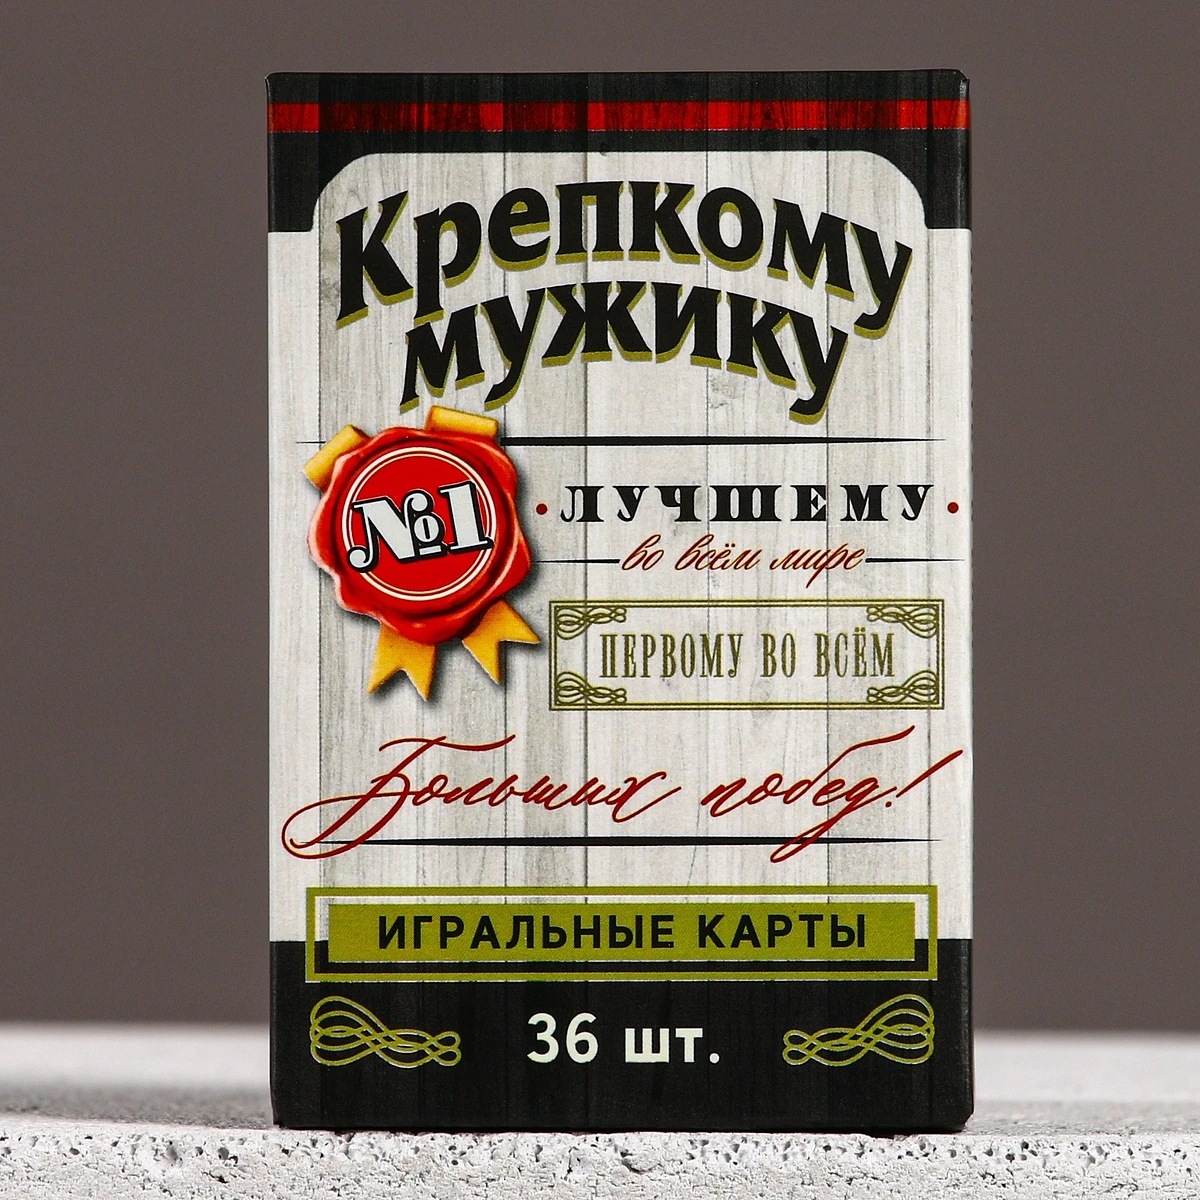 Крепкому
мужику
№1
ЛУЧШЕМУ
во всём мире
ПЕРВОМУ ВО ВСЁМ
Больших побед!
ИГРАЛЬНЫЕ КАРТЫ
36 шт.